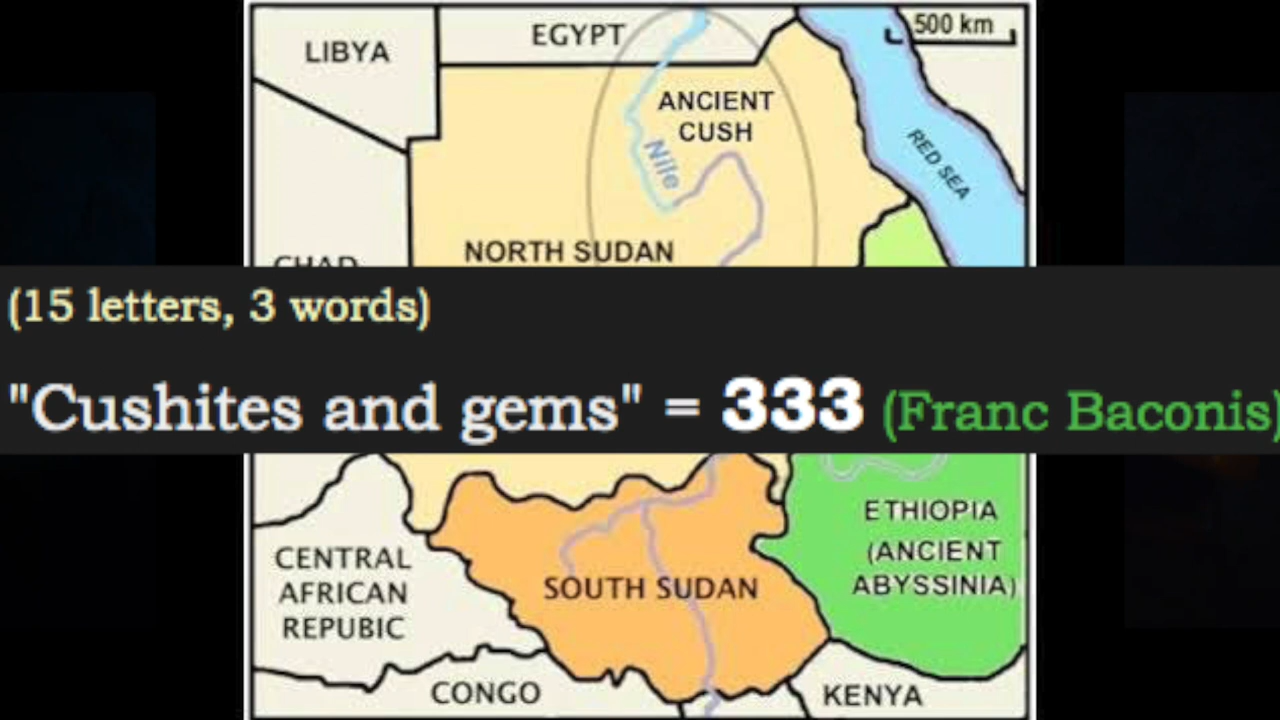 LIBYA
EGYPT
500 km
ANCIENT
CUSH
Nile
RED SEA
NORTH SUDAN
CHAD
(15 letters, 3 words)
"Cushites and gems" = 333 (Franc Baconis)
ETHIOPIA
(ANCIENT
ABYSSINIA)
CENTRAL
AFRICAN
REPUBIC
SOUTH SUDAN
CONGO
KENYA